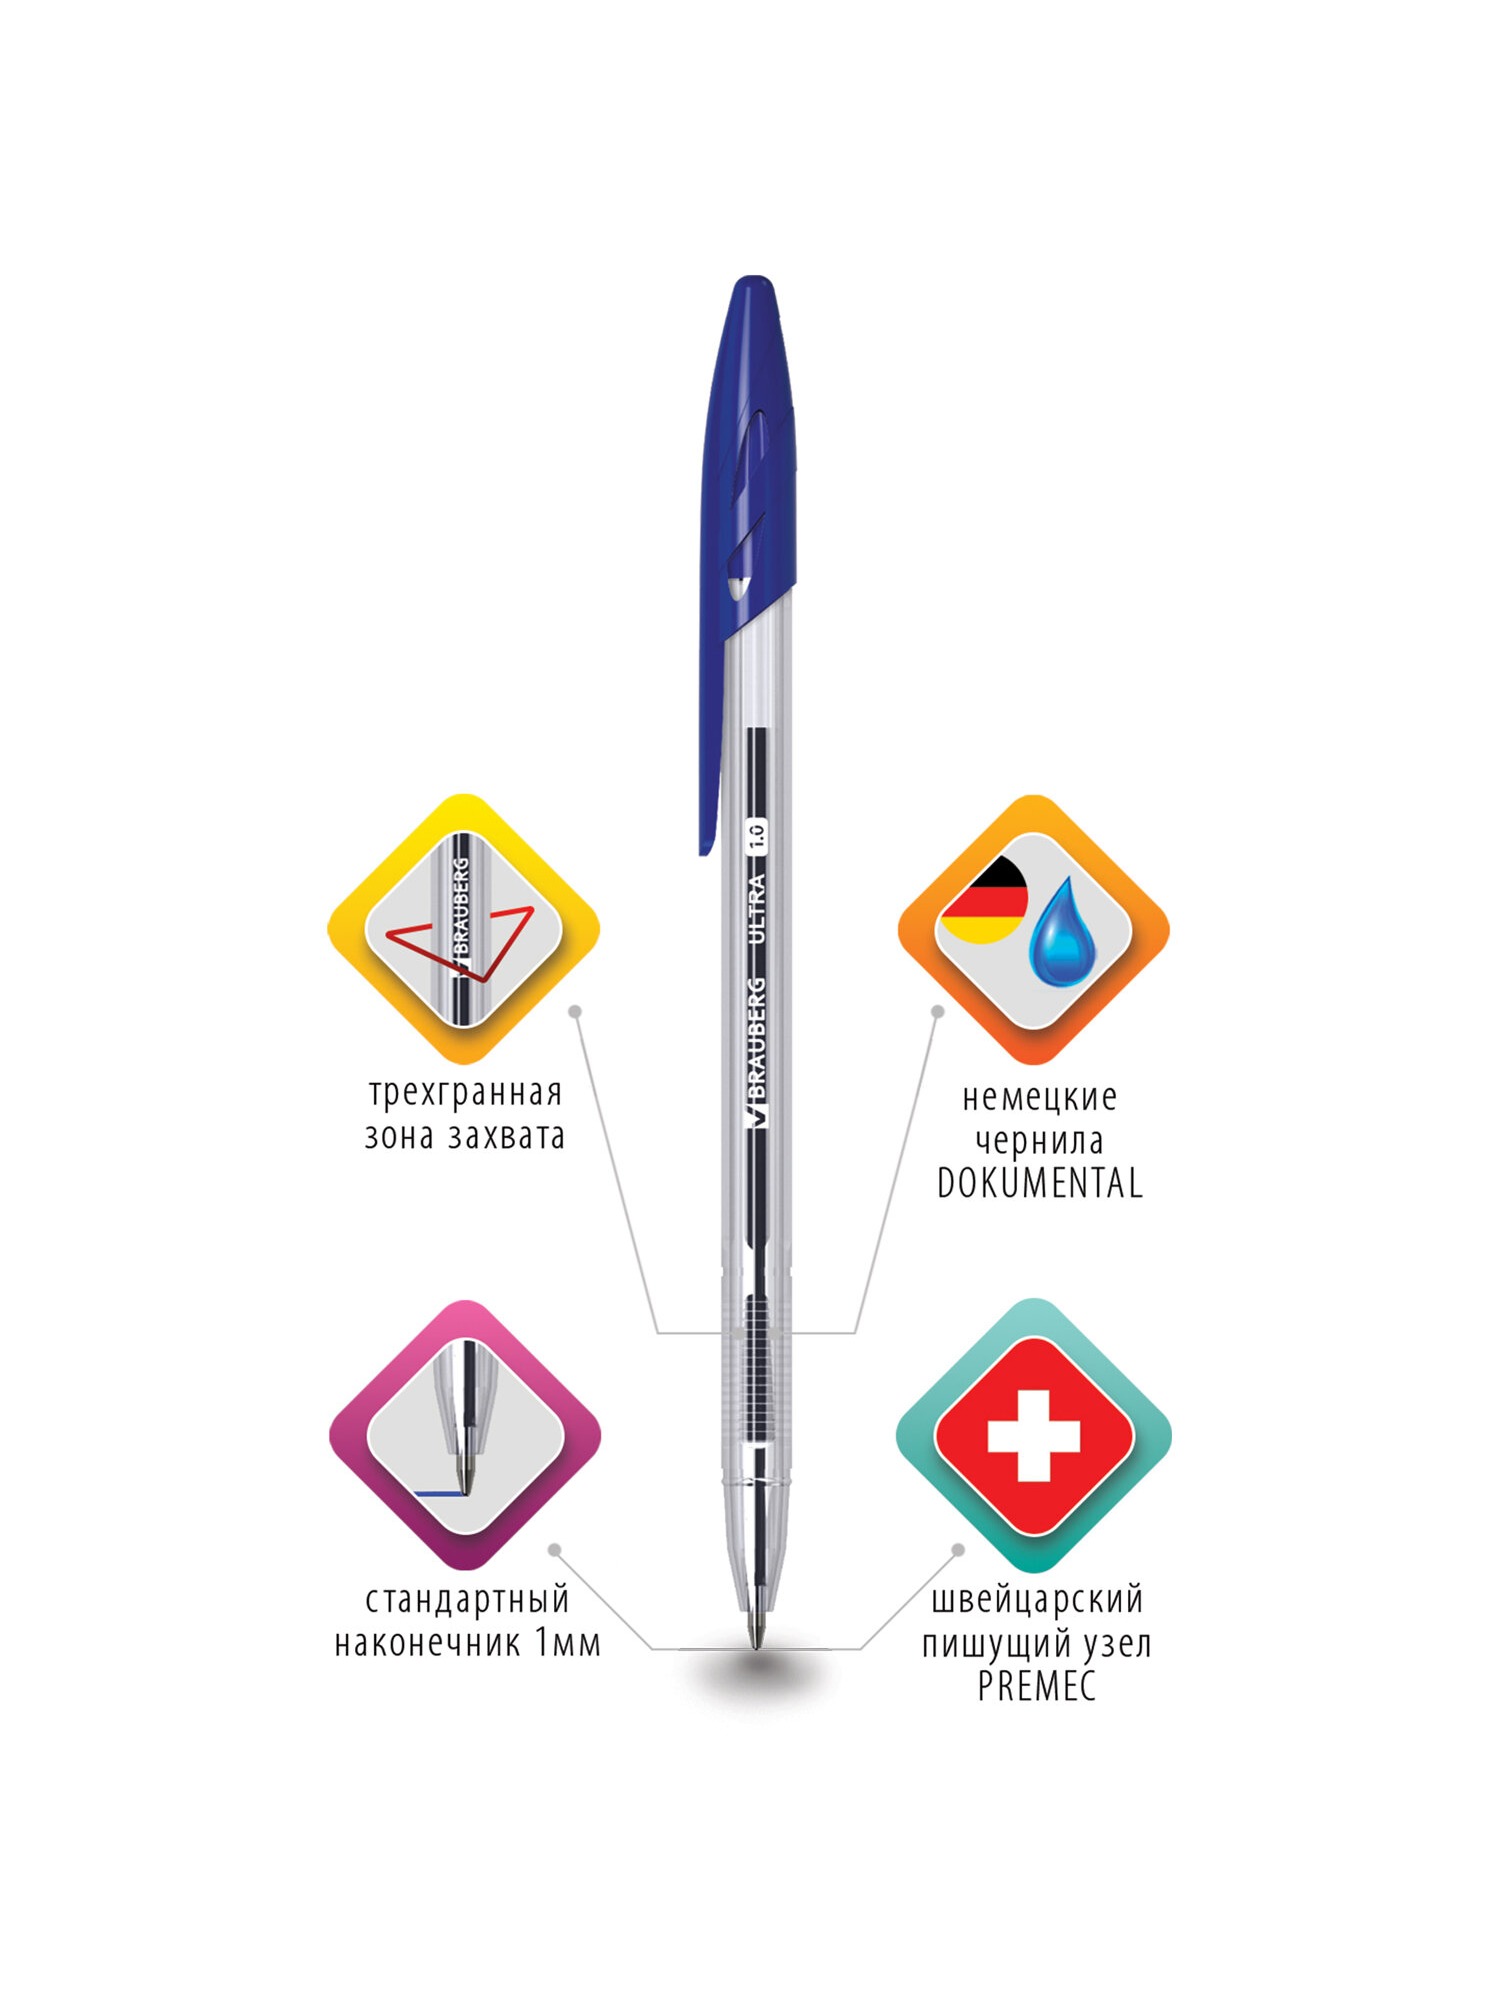 1.0
BRAUBERG ULTRA
BRAUBERG
трехгранная
зона захвата
немецкие
чернила
DOKUMENTAL
стандартный
наконечник 1мм
швейцарский
пишущий узел
PREMEC